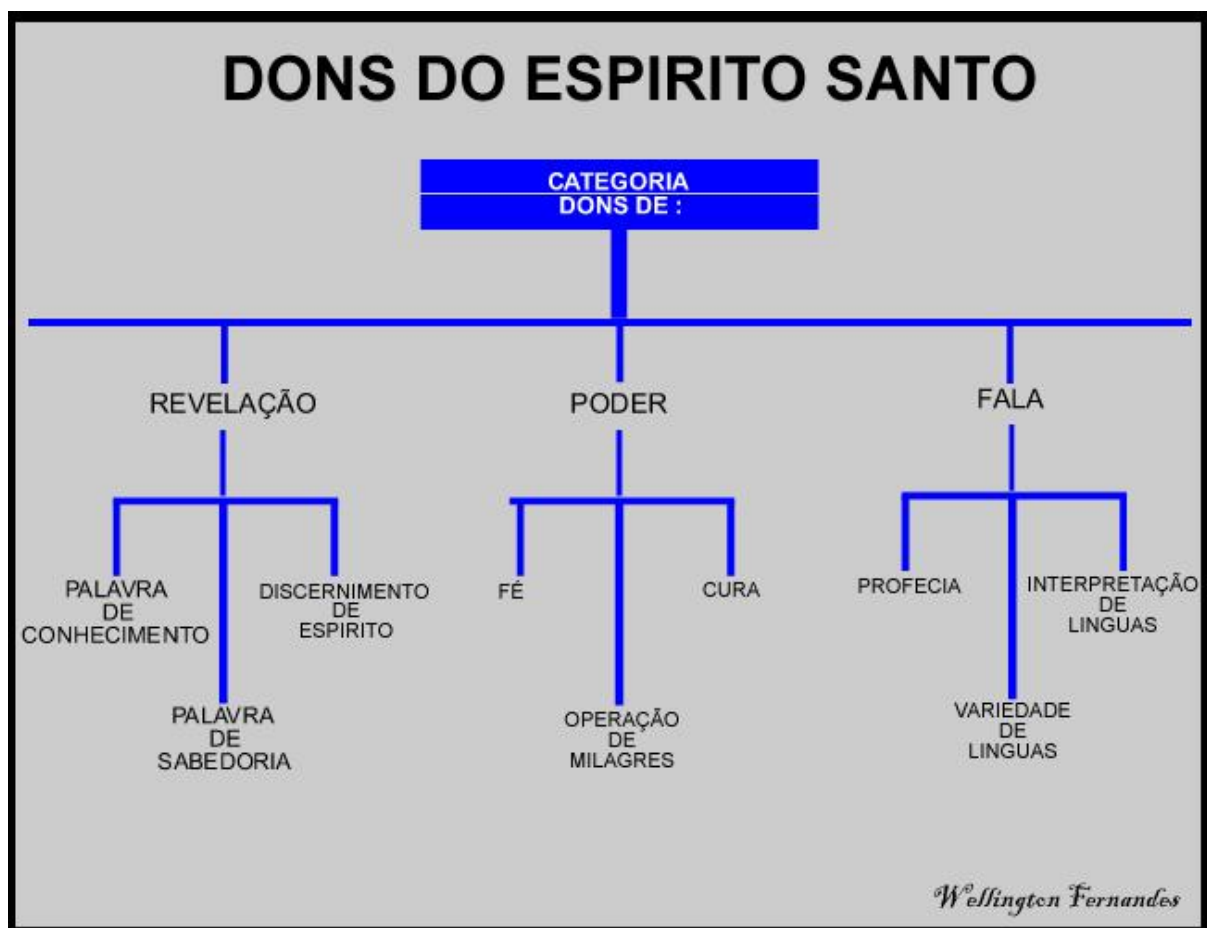 DONS DO ESPIRITO SANTO
CATEGORIA
DONS DE :
REVELAÇÃO
PODER
FALA
PALAVRA
DE
CONHECIMENTO
DISCERNIMENTO
DE
ESPIRITO
PALAVRA
DE
SABEDORIA
FÉ
CURA
OPERAÇÃO
DE
MILAGRES
PROFECIA
INTERPRETAÇÃO
DE
LINGUAS
VARIEDADE
DE
LINGUAS
Wellington Fernandes